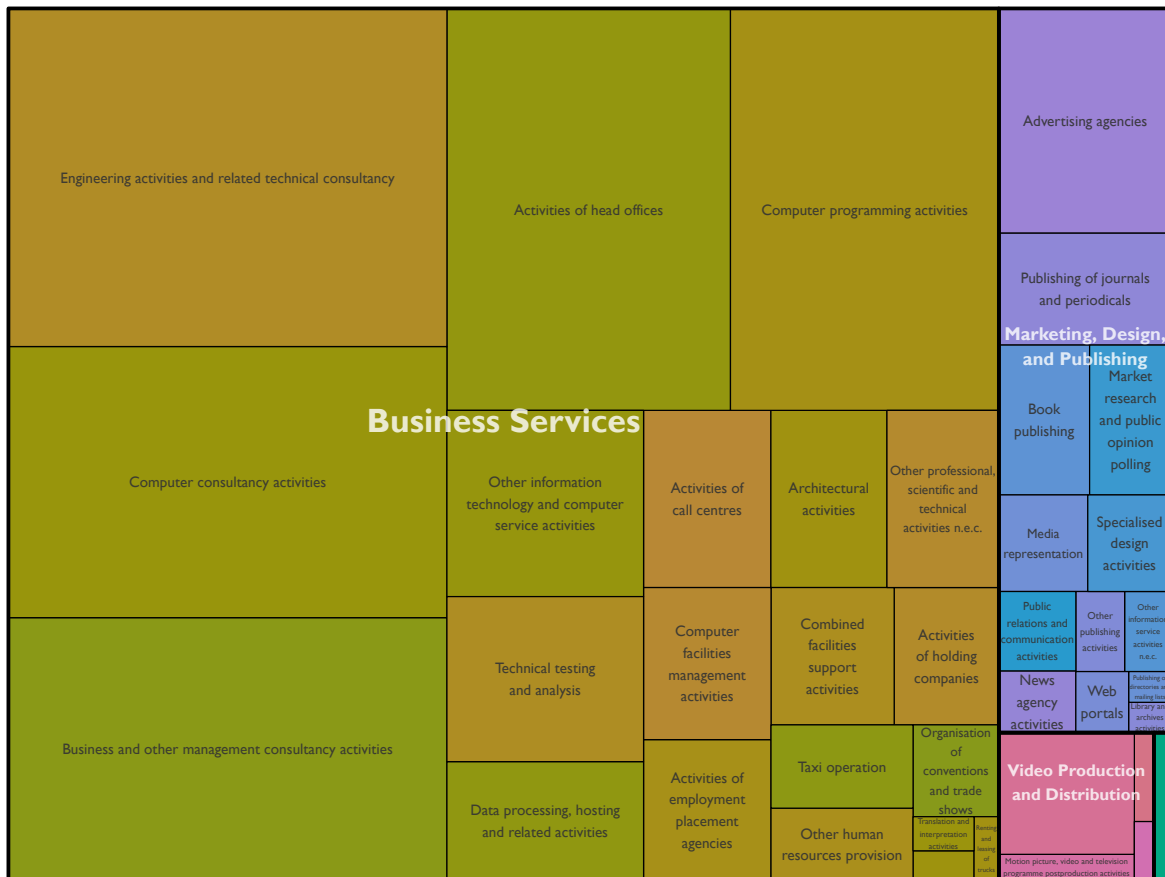 Engineering activities and related technical consultancy
Computer consultancy activities
Business and other management consultancy activities
Activities of head offices
Computer programming activities
Business Services
Other information
technology and computer
service activities
Activities of
call centres
Architectural
activities
Other professional,
scientific and
technical
activities n.e.c.
Technical testing
and analysis
Computer
facilities
management
activities
Combined
facilities
support
activities
Activities
of holding
companies
Data processing, hosting
and related activities
Activities of
employment
placement
agencies
Taxi operation
Organisation
of
conventions
and trade
shows
Other human
resources provision
Translation and
interpretation
activities
Renting
and
leasing
of
trucks
Advertising agencies
Publishing of journals
and periodicals
Marketing, Design,
and Publishing
Book
publishing
Market
research
and public
opinion
polling
Media
representation
Specialised
design
activities
Public
relations and
communication
activities
Other
publishing
activities
Other
information
service
activities
n.e.c.
News
agency
activities
Web
portals
Publishing of
directories and
mailing lists
Library and
archives
activities
Video Production
and Distribution
Motion picture, video and television
programme postproduction activities